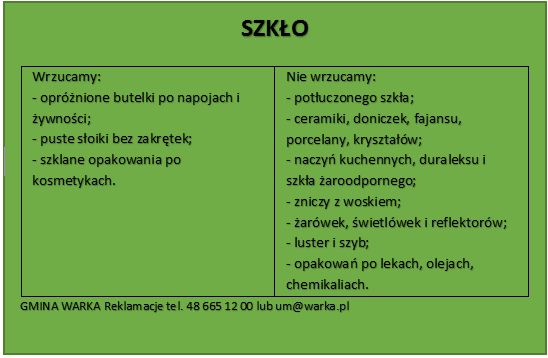 SZKŁO
Wrzucamy:
- opróżnione butelki po napojach i
żywności;
- puste słoiki bez zakrętek;
- szklane opakowania po
kosmetykach.
Nie wrzucamy:
- potłuczonego szkła;
- ceramiki, doniczek, fajansu,
porcelany, kryształów;
- naczyń kuchennych, duraleksu i
szkła żaroodpornego;
- zniczy z woskiem;
- żarówek, świetlówek i reflektorów;
- luster i szyb;
- opakowań po lekach, olejach,
chemikaliach.
GMINA WARKA Reklamacje tel. 48 665 12 00 lub um@warka.pl